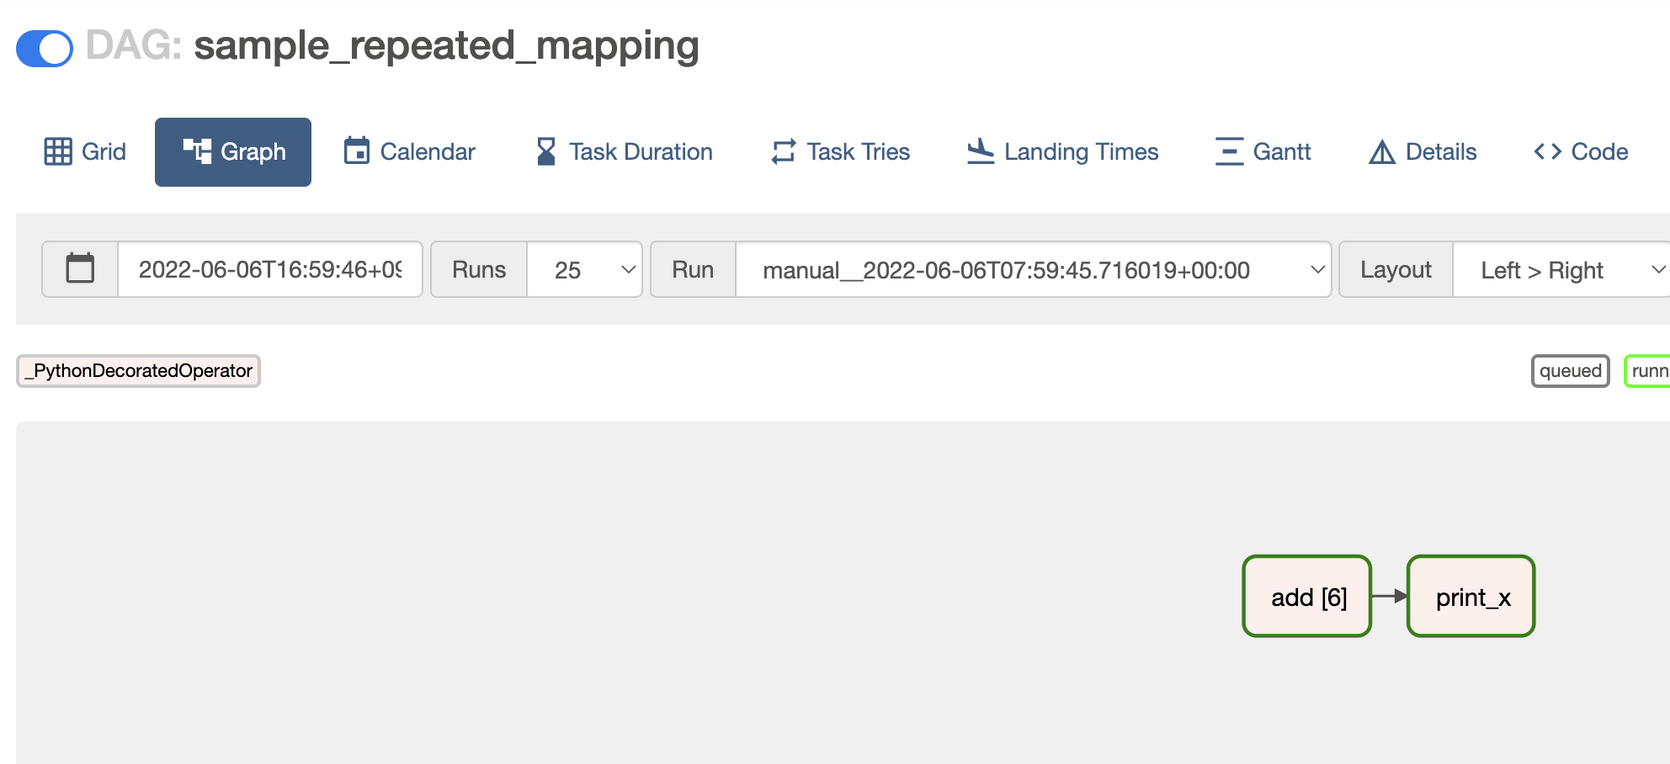 DAG: sample_repeated_mapping
Grid Graph Calendar Task Duration Task Tries Landing Times Gantt Details Code
2022-06-06T16:59:46+09 Runs 25 Run manual__2022-06-06T07:59:45.716019+00:00 Layout Left > Right
_PythonDecoratedOperator queued runn
add [6] print_x